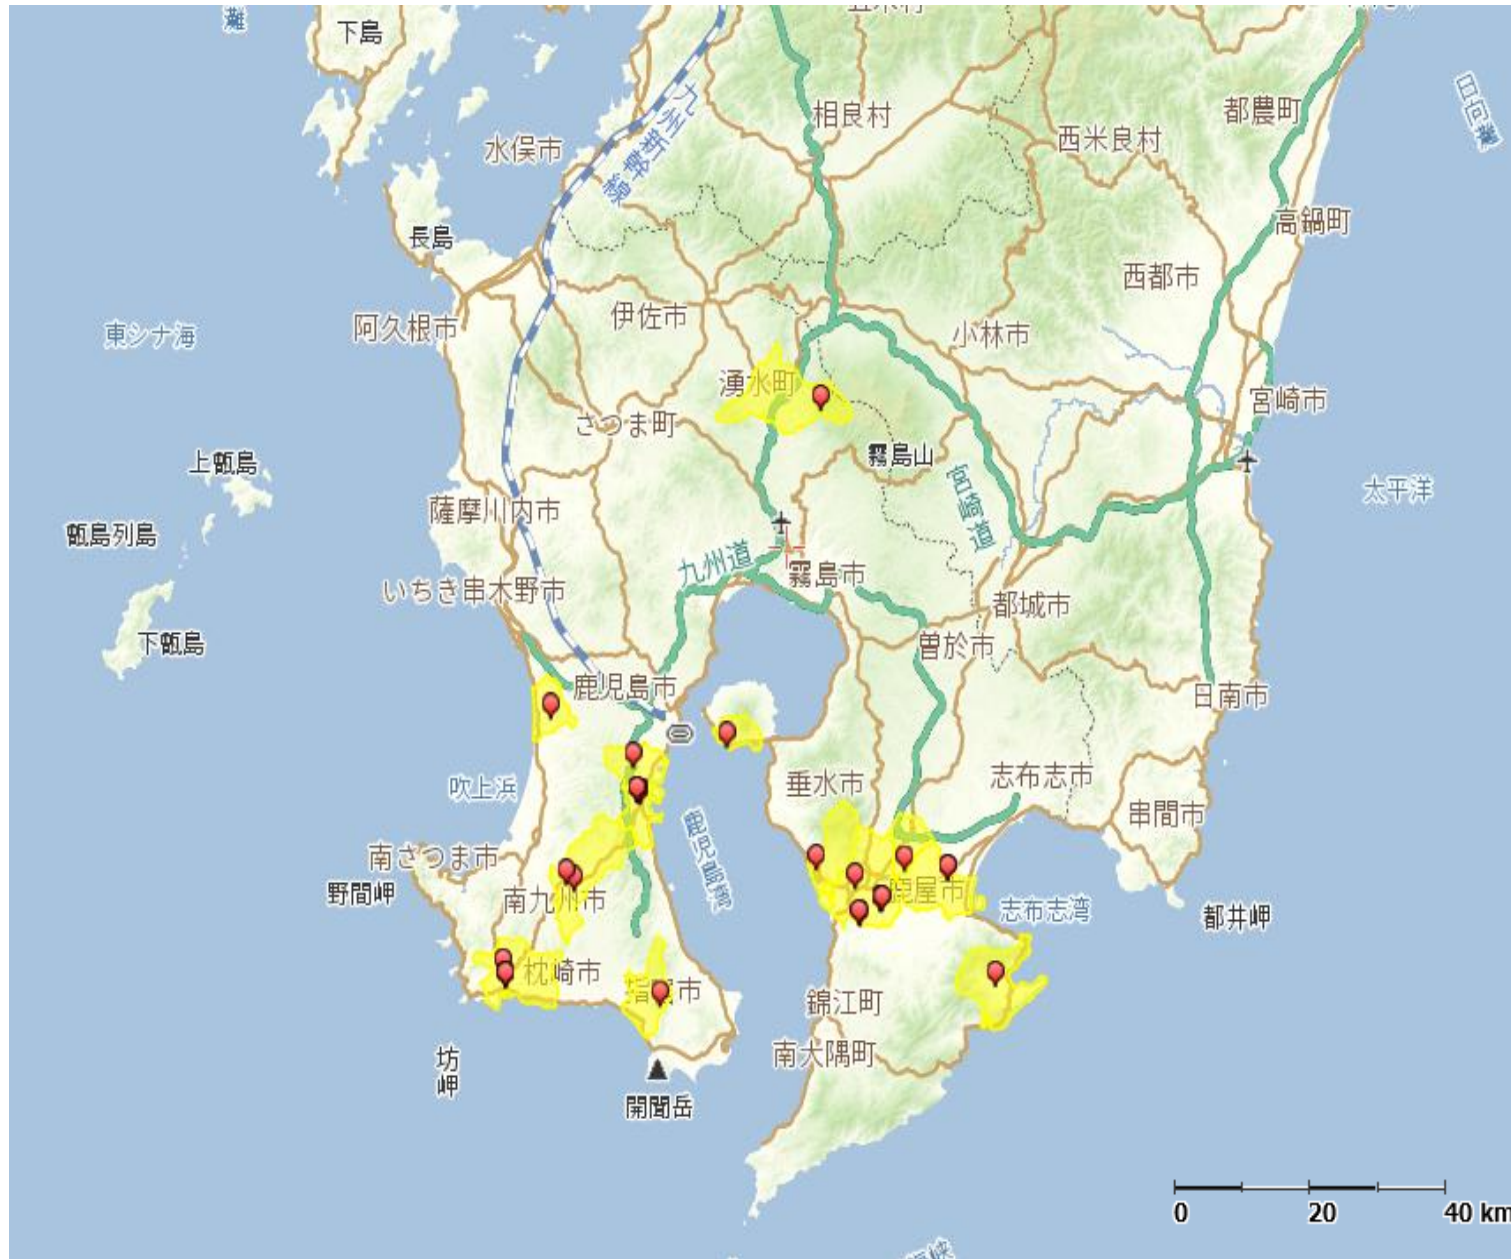 灘
下島
五木村
相良村
都農町
日向灘
水俣市
九州新幹線
西米良村
高鍋町
長島
西都市
伊佐市
阿久根市
東シナ海
小林市
湧水町
宮崎市
さつま町
霧島山
上甑島
宮崎道
太平洋
薩摩川内市
甑島列島
九州道
霧島市
いちき串木野市
都城市
曽於市
下甑島
鹿児島市
日南市
吹上浜
垂水市
志布志市
串間市
鹿児島湾
南さつま市
野間岬
南九州市
鹿屋市
志布志湾
都井岬
枕崎市
指宿市
錦江町
南大隅町
坊岬
開聞岳
0 20 40 km